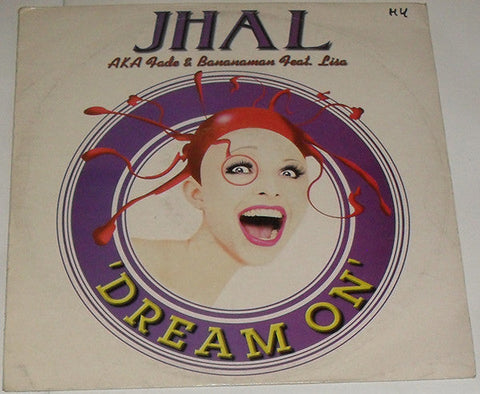 JHAL
H4
AKA Fade & Bananaman Feat. Lisa
'DREAM ON'